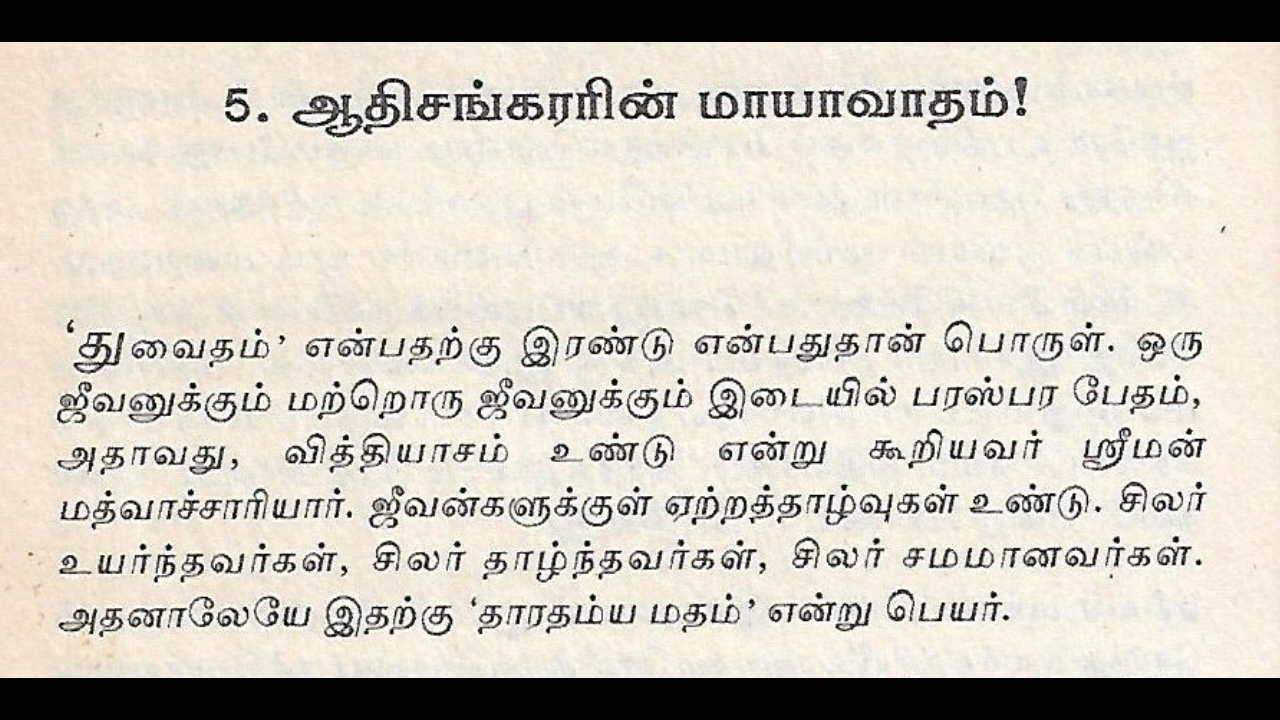 5. ஆதிசங்கரரின் மாயாவாதம்!
‘துவைதம்’ என்பதற்கு இரண்டு என்பதுதான் பொருள். ஒரு
ஜீவனுக்கும் மற்றொரு ஜீவனுக்கும் இடையில் பரஸ்பர பேதம்,
அதாவது, வித்தியாசம் உண்டு என்று கூறியவர் ஸ்ரீமன்
மத்வாச்சாரியார். ஜீவன்களுக்குள் ஏற்றத்தாழ்வுகள் உண்டு. சிலர்
உயர்ந்தவர்கள், சிலர் தாழ்ந்தவர்கள், சிலர் சமமானவர்கள்.
அதனாலேயே இதற்கு ‘தாரதம்ய மதம்’ என்று பெயர்.